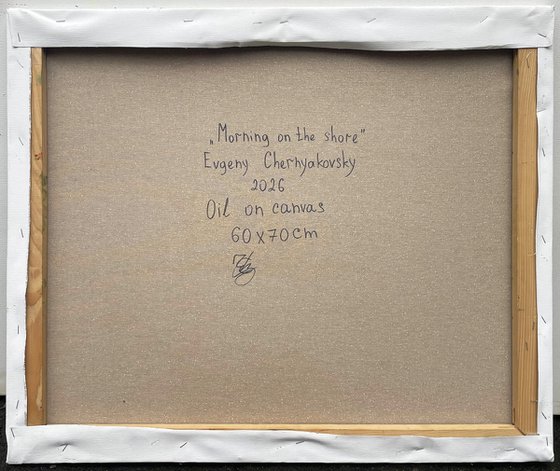 „Morning on the shore”
Evgeny Chernyakovsky
2026
Oil on canvas
60x70cm